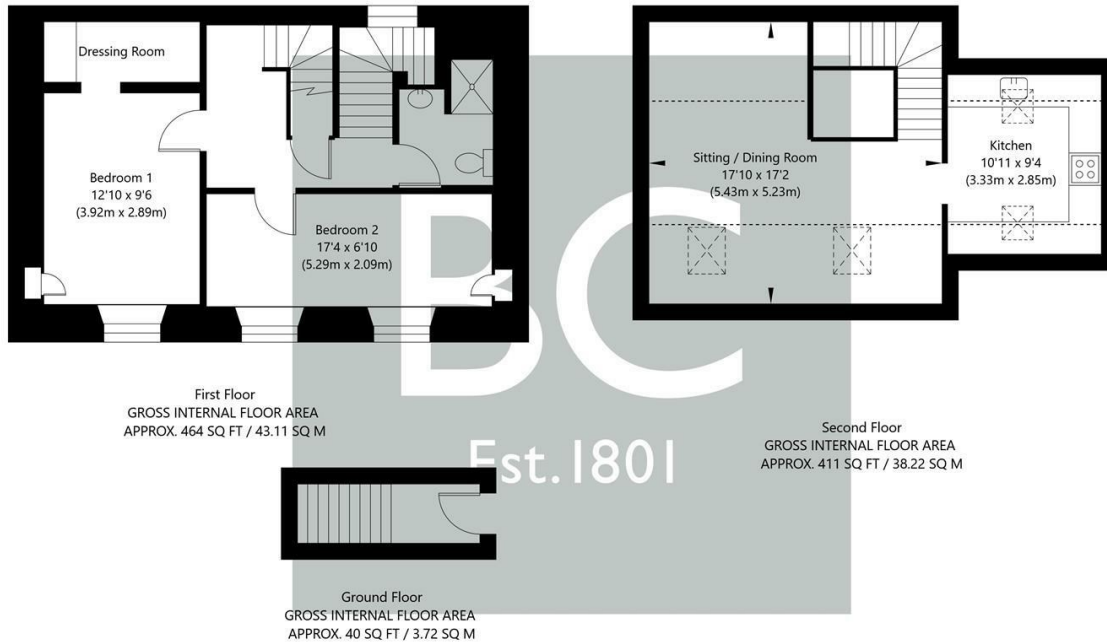 Dressing Room
Bedroom 1
12'10 x 9'6
(3.92m x 2.89m)
Bedroom 2
17'4 x 6'10
(5.29m x 2.09m)
First Floor
GROSS INTERNAL FLOOR AREA
APPROX. 464 SQ FT / 43.11 SQ M
Sitting / Dining Room
17'10 x 17'2
(5.43m x 5.23m)
Kitchen
10'11 x 9'4
(3.33m x 2.85m)
Second Floor
GROSS INTERNAL FLOOR AREA
APPROX. 411 SQ FT / 38.22 SQ M
BC
Est.1801
Ground Floor
GROSS INTERNAL FLOOR AREA
APPROX. 40 SQ FT / 3.72 SQ M